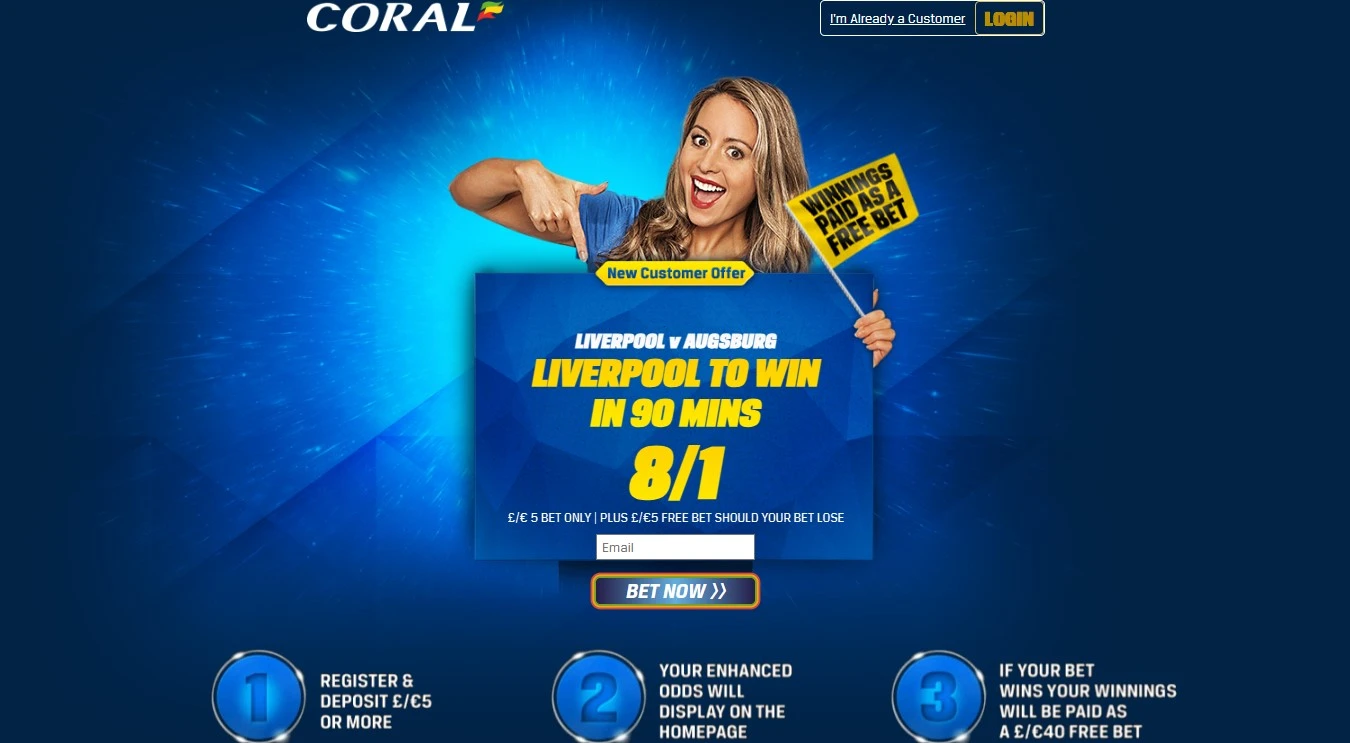 CORAL
I'm Already a Customer
LOGIN
WINNINGS
PAID AS A
FREE BET
New Customer Offer
LIVERPOOL v AUGSBURG
LIVERPOOL TO WIN
IN 90 MINS
8/1
£/€ 5 BET ONLY | PLUS £/€5 FREE BET SHOULD YOUR BET LOSE
Email
BET NOW 》
1
REGISTER &
DEPOSIT £/€5
OR MORE
2
YOUR ENHANCED
ODDS WILL
DISPLAY ON THE
HOMEPAGE
3
IF YOUR BET
WINS YOUR WINNINGS
WILL BE PAID AS
A £/€40 FREE BET